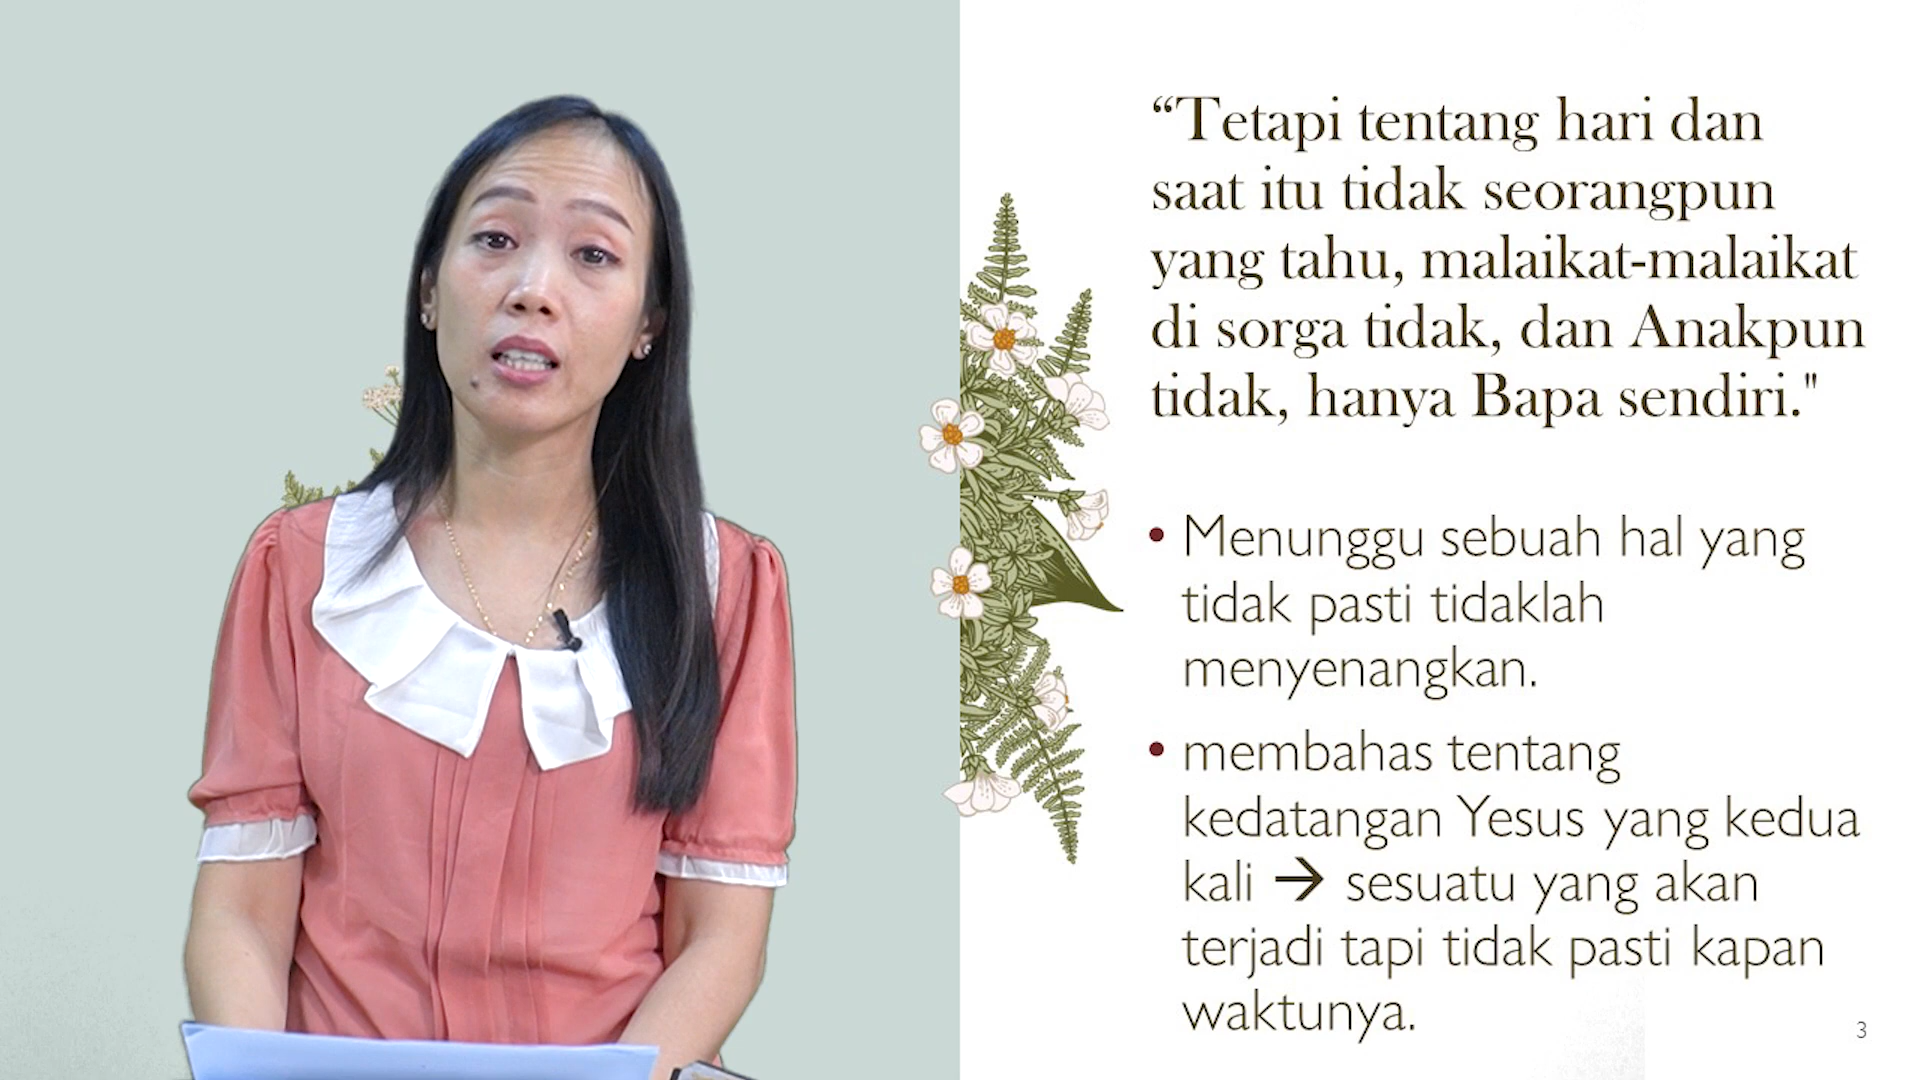 “Tetapi tentang hari dan
saat itu tidak seorangpun
yang tahu, malaikat-malaikat
di sorga tidak, dan Anakpun
tidak, hanya Bapa sendiri."
• Menunggu sebuah hal yang
tidak pasti tidaklah
menyenangkan.
• membahas tentang
kedatangan Yesus yang kedua
kali → sesuatu yang akan
terjadi tapi tidak pasti kapan
waktunya.
3